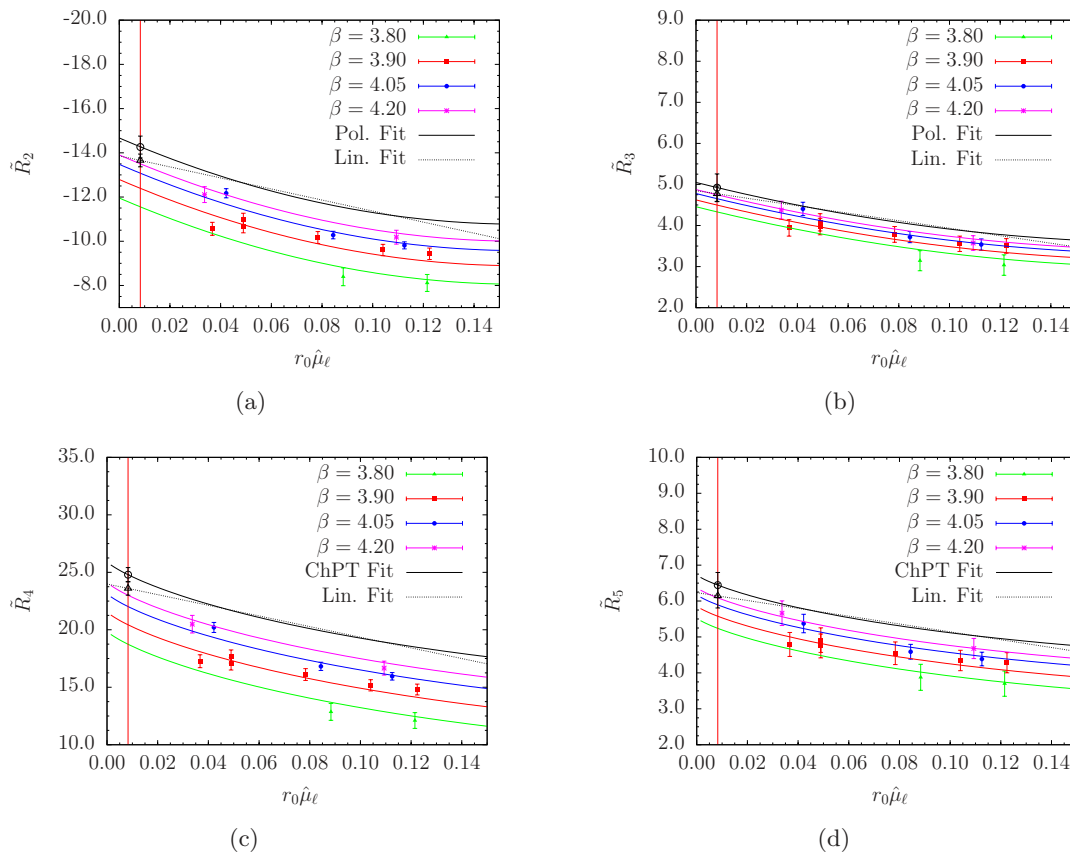 -20.0
-18.0
-16.0
-14.0
-12.0
-10.0
-8.0
R̃₂
β = 3.80
β = 3.90
β = 4.05
β = 4.20
Pol. Fit
Lin. Fit
0.00 0.02 0.04 0.06 0.08 0.10 0.12 0.14
r₀μ̂ℓ
(a)
9.0
8.0
7.0
6.0
5.0
4.0
3.0
2.0
R̃₃
β = 3.80
β = 3.90
β = 4.05
β = 4.20
Pol. Fit
Lin. Fit
0.00 0.02 0.04 0.06 0.08 0.10 0.12 0.14
r₀μ̂ℓ
(b)
35.0
30.0
25.0
20.0
15.0
10.0
R̃₄
β = 3.80
β = 3.90
β = 4.05
β = 4.20
ChPT Fit
Lin. Fit
0.00 0.02 0.04 0.06 0.08 0.10 0.12 0.14
r₀μ̂ℓ
(c)
10.0
9.0
8.0
7.0
6.0
5.0
4.0
3.0
2.0
R̃₅
β = 3.80
β = 3.90
β = 4.05
β = 4.20
ChPT Fit
Lin. Fit
0.00 0.02 0.04 0.06 0.08 0.10 0.12 0.14
r₀μ̂ℓ
(d)